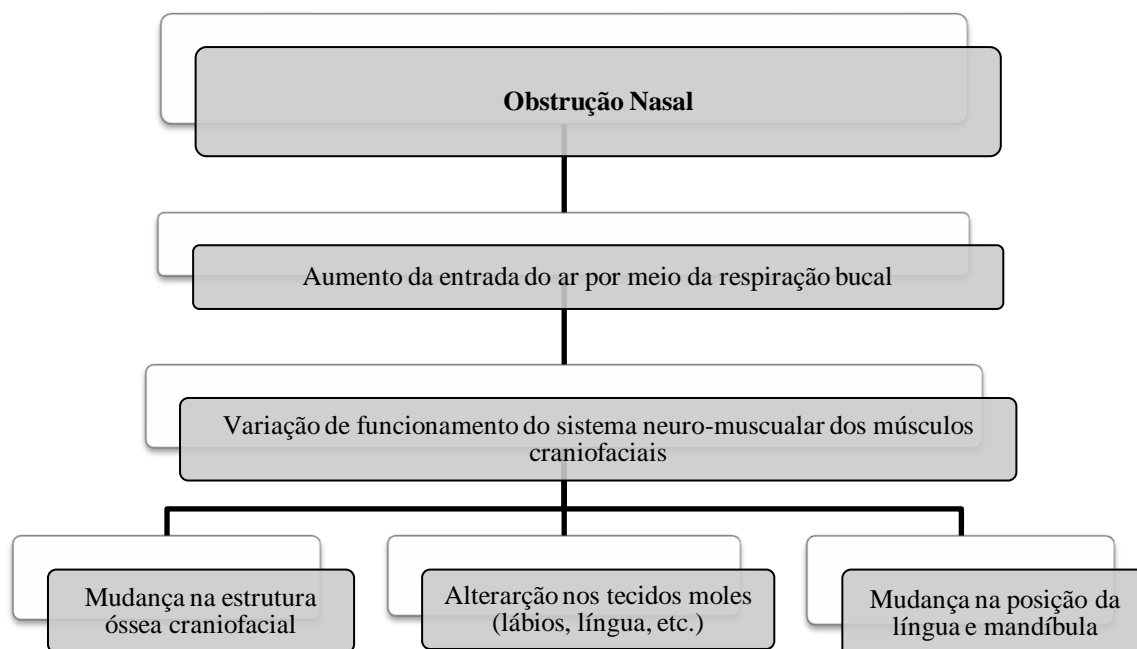 Obstrução Nasal
Aumento da entrada do ar por meio da respiração bucal
Variação de funcionamento do sistema neuro-muscualar dos músculos
craniofaciais
Mudança na estrutura
óssea craniofacial
Alterarção nos tecidos moles
(lábios, língua, etc.)
Mudança na posição da
língua e mandíbula